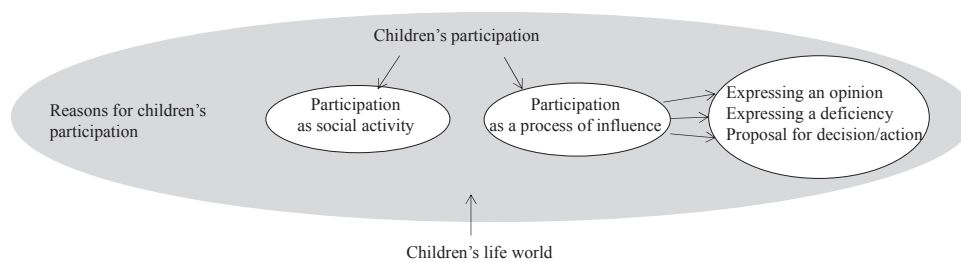 Children’s participation
Reasons for children’s
participation
Participation
as social activity
Participation
as a process of influence
Expressing an opinion
Expressing a deficiency
Proposal for decision/action
Children’s life world